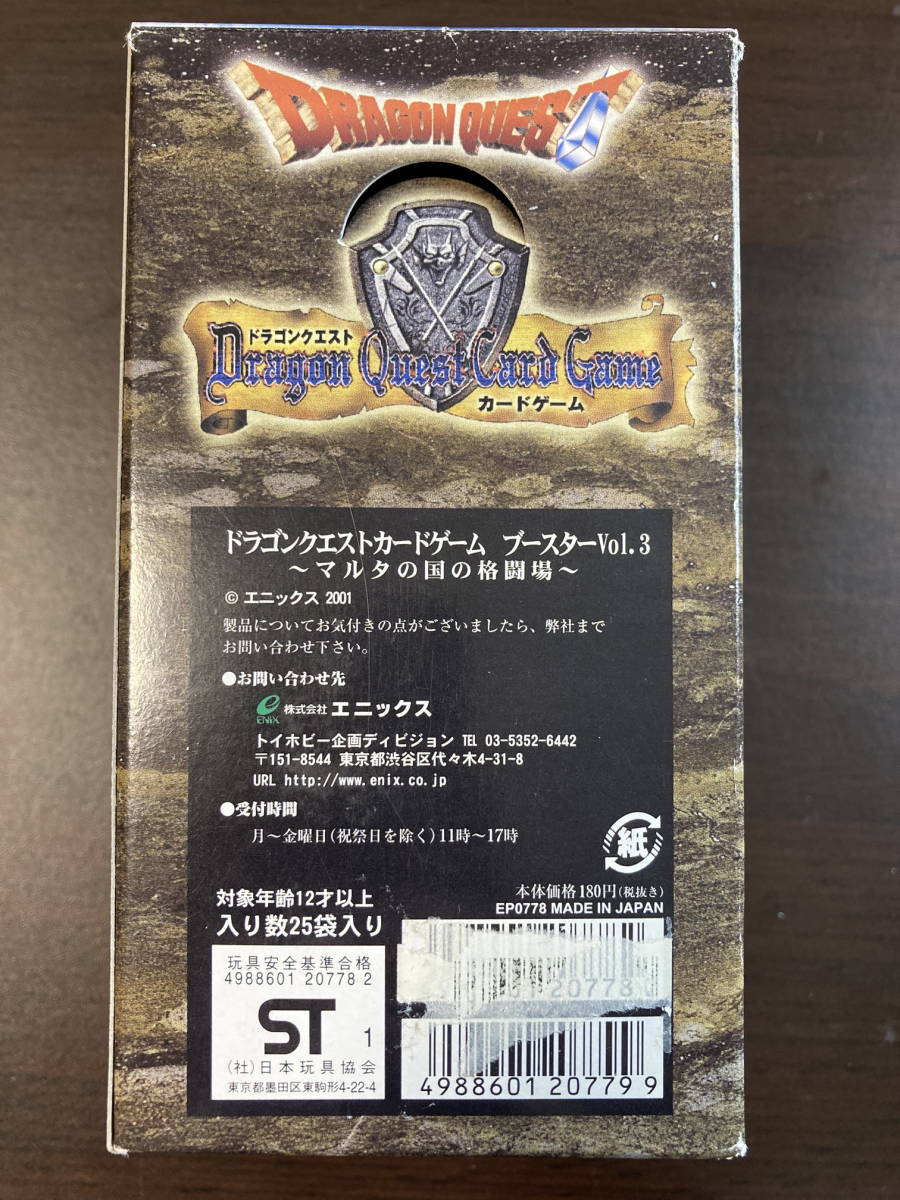 DRAGON QUEST
ドラゴンクエスト
Dragon Quest Card Game
カードゲーム
ドラゴンクエストカードゲーム ブースターVol.3
～マルタの国の格闘場～
© エニックス 2001
製品についてお気付きの点がございましたら、弊社まで
お問い合わせ下さい。
●お問い合わせ先
ENIX 株式会社 エニックス
トイホビー企画ディビジョン TEL 03-5352-6442
〒151-8544 東京都渋谷区代々木4-31-8
URL http://www.enix.co.jp
●受付時間
月～金曜日(祝祭日を除く)11時～17時
紙
対象年齢12才以上
入り数25袋入り
本体価格180円(税抜き)
EP0778 MADE IN JAPAN
玩具安全基準合格
4988601 20778 2
ST 1
(社)日本玩具協会
東京都墨田区東駒形4-22-4
4988601 207799